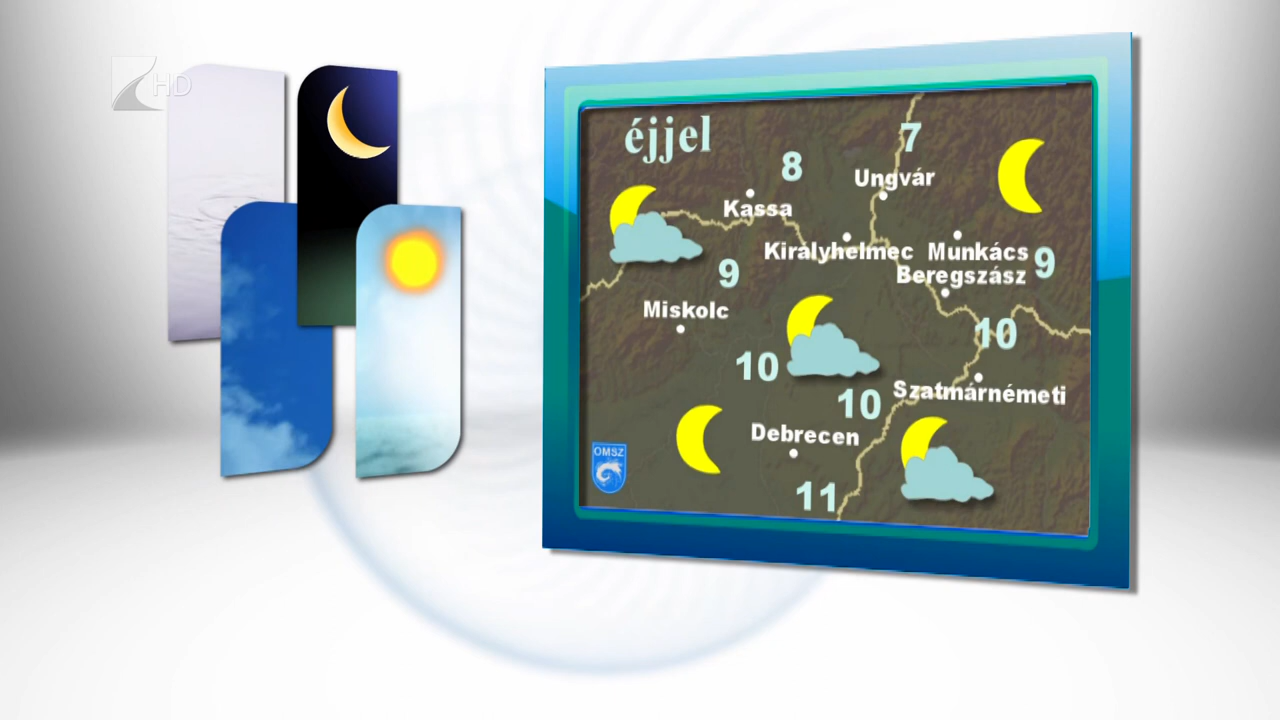 HD
éjjel
7
8
Ungvár
Kassa
Királyhelmec
Munkács
9
Beregszász
9
Miskolc
10
10
10
Szatmárnémeti
Debrecen
OMSZ
11